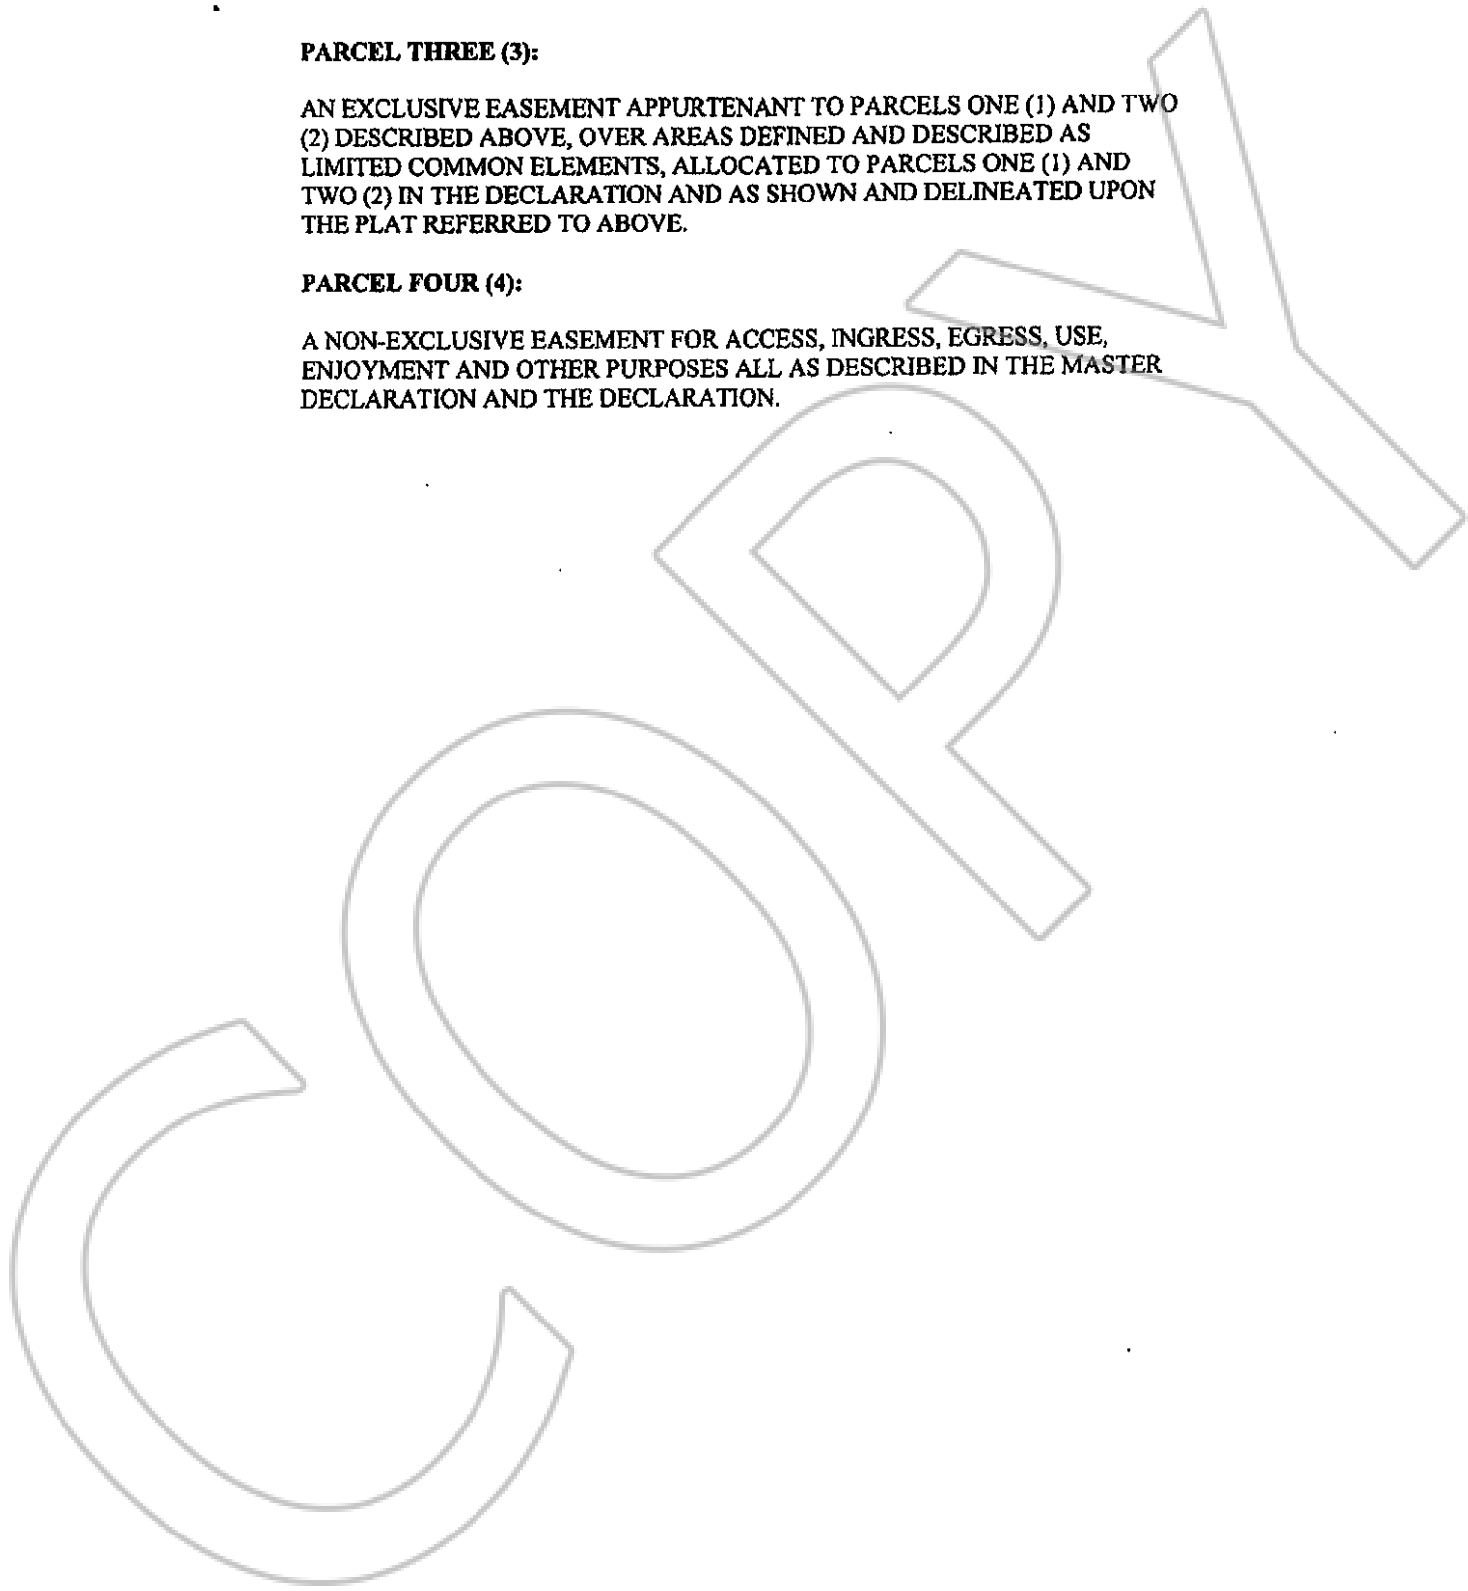 PARCEL THREE (3):
AN EXCLUSIVE EASEMENT APPURTENANT TO PARCELS ONE (1) AND TWO
(2) DESCRIBED ABOVE, OVER AREAS DEFINED AND DESCRIBED AS
LIMITED COMMON ELEMENTS, ALLOCATED TO PARCELS ONE (1) AND
TWO (2) IN THE DECLARATION AND AS SHOWN AND DELINEATED UPON
THE PLAT REFERRED TO ABOVE.
PARCEL FOUR (4):
A NON-EXCLUSIVE EASEMENT FOR ACCESS, INGRESS, EGRESS, USE,
ENJOYMENT AND OTHER PURPOSES ALL AS DESCRIBED IN THE MASTER
DECLARATION AND THE DECLARATION.
COPY